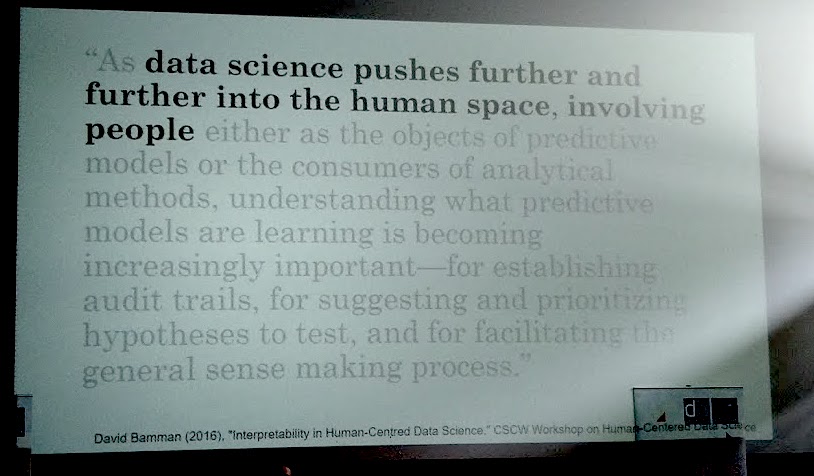 “As data science pushes further and
further into the human space, involving
people either as the objects of predictive
models or the consumers of analytical
methods, understanding what predictive
models are learning is becoming
increasingly important—for establishing
audit trails, for suggesting and prioritizing
hypotheses to test, and for facilitating the
general sense making process.”
d
David Bamman (2016), "Interpretability in Human-Centred Data Science." CSCW Workshop on Human-Centered Data Science